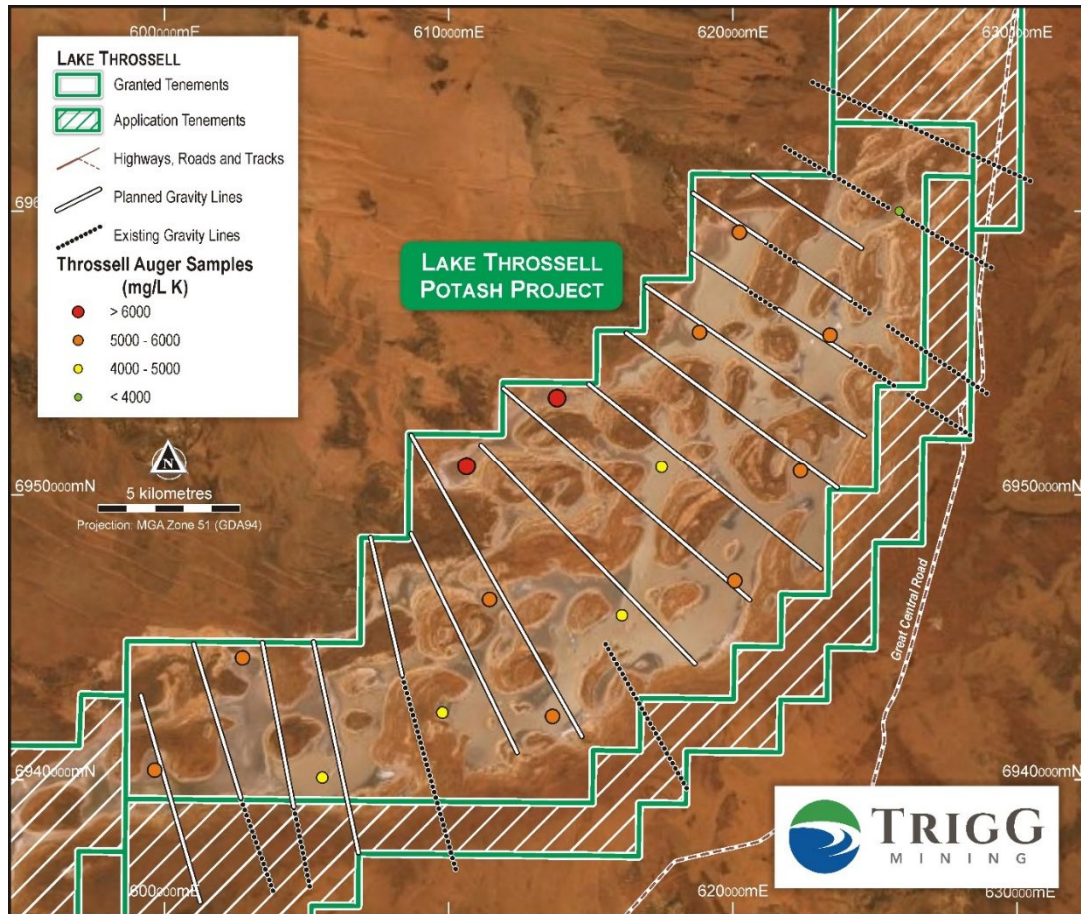 600000mE
610000mE
620000mE
630000mE
LAKE THROSSELL
Granted Tenements
Application Tenements
Highways, Roads and Tracks
Planned Gravity Lines
Existing Gravity Lines
Throssell Auger Samples
(mg/L K)
> 6000
5000 - 6000
4000 - 5000
< 4000
696
LAKE THROSSELL
POTASH PROJECT
N
5 kilometres
Projection: MGA Zone 51 (GDA94)
6950000mN
6950000mN
Great Central Road
6940000mN
6940000mN
TRIGG
MINING
600000mE
620000mE
630000mE